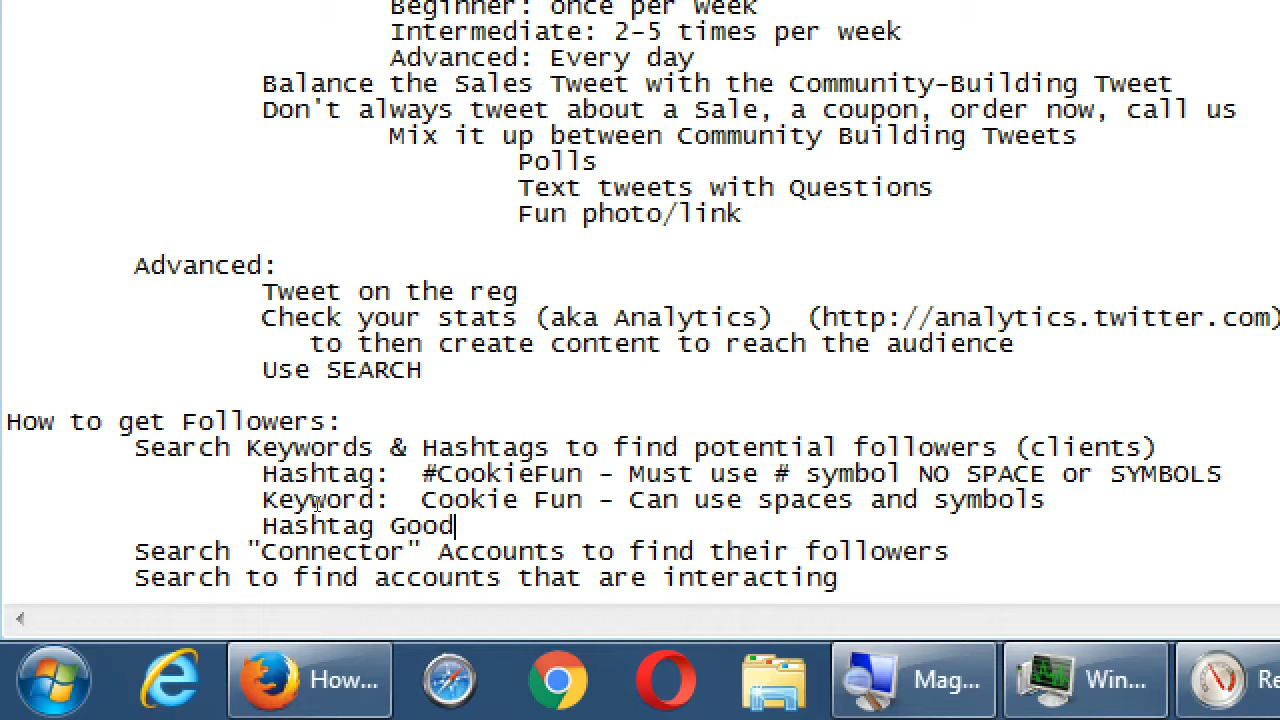 Beginner: once per week
Intermediate: 2-5 times per week
Advanced: Every day
Balance the Sales Tweet with the Community-Building Tweet
Don't always tweet about a Sale, a coupon, order now, call us
Mix it up between Community Building Tweets
Polls
Text tweets with Questions
Fun photo/link
Advanced:
Tweet on the reg
Check your stats (aka Analytics)  (http://analytics.twitter.com)
to then create content to reach the audience
Use SEARCH
How to get Followers:
Search Keywords & Hashtags to find potential followers (clients)
Hashtag:  #CookieFun - Must use # symbol NO SPACE or SYMBOLS
Keyword:  Cookie Fun - Can use spaces and symbols
Hashtag Good
Search "Connector" Accounts to find their followers
Search to find accounts that are interacting
How... Mag... Win... Re